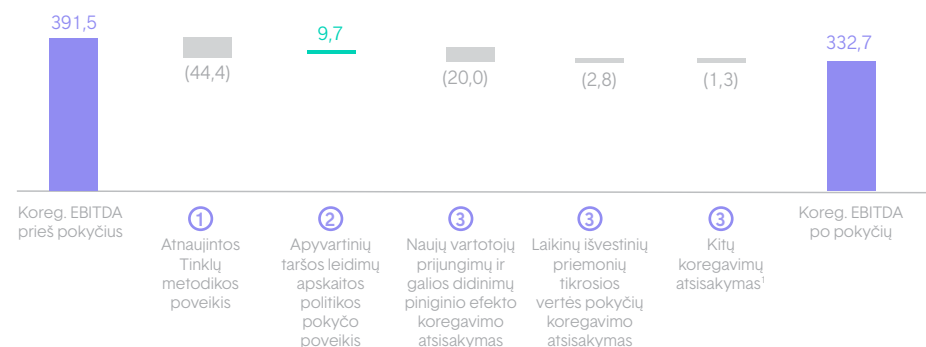 391,5
(44,4)
9,7
(20,0)
(2,8)
(1,3)
332,7
Koreg. EBITDA
prieš pokyčius
1
Atnaujintos
Tinklų
metodikos
poveikis
2
Apyvartinių
taršos leidimų
apskaitos
politikos
pokyčo
poveikis
3
Naujų vartotojų
prijungimų ir
galios didinimų
piniginio efekto
koregavimo
atsisakymas
3
Laikinų išvestinių
priemonių
tikrosios
vertės pokyčių
koregavimo
atsisakymas
3
Kitų
koregavimų
atsisakymas¹
Koreg. EBITDA
po pokyčių